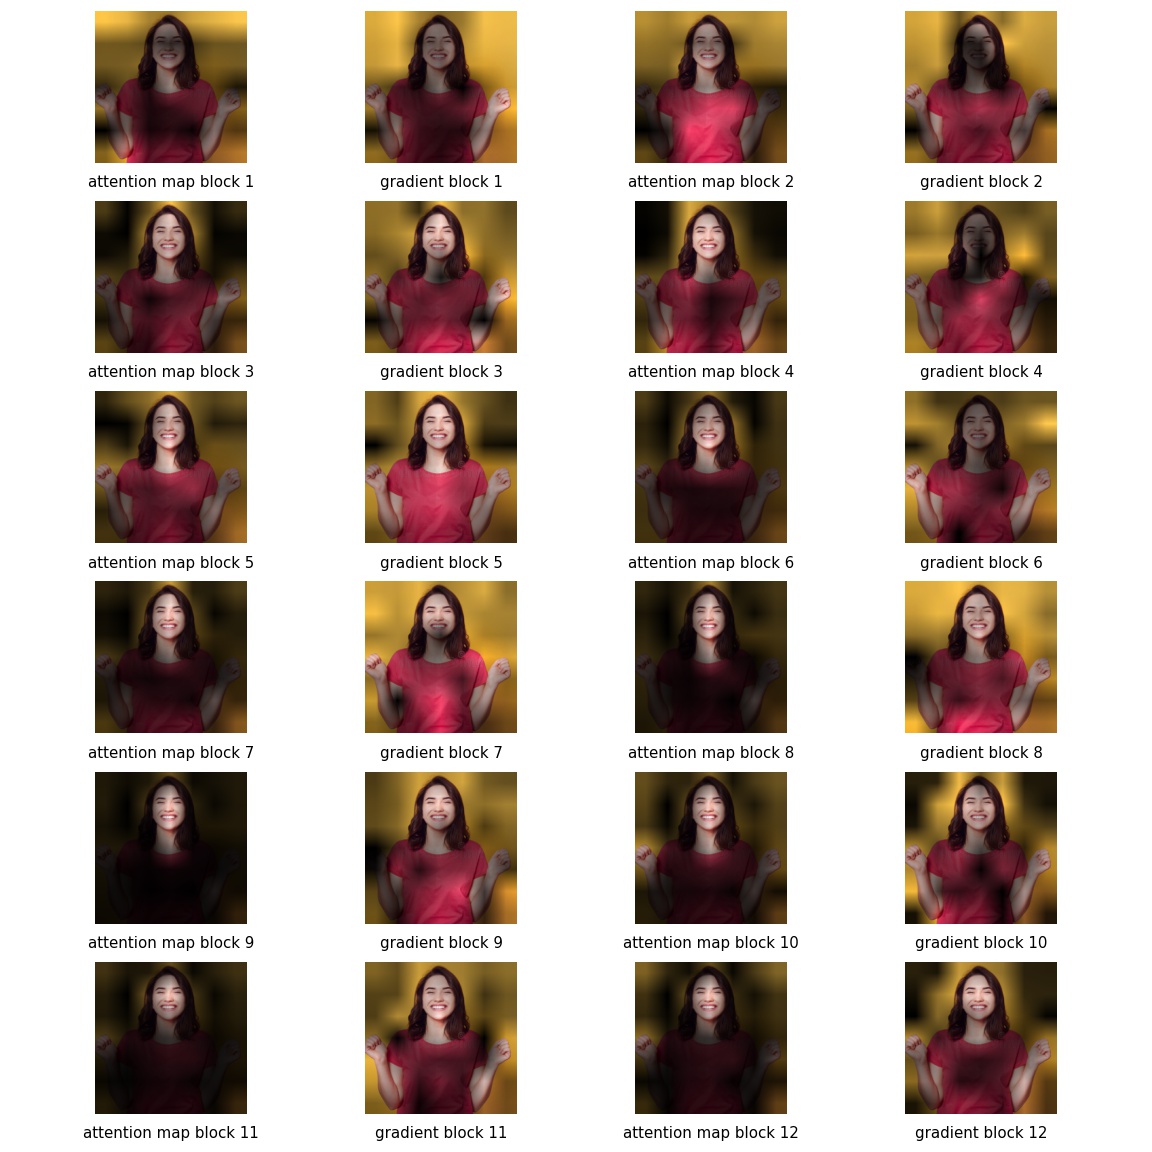 attention map block 1
gradient block 1
attention map block 2
gradient block 2
attention map block 3
gradient block 3
attention map block 4
gradient block 4
attention map block 5
gradient block 5
attention map block 6
gradient block 6
attention map block 7
gradient block 7
attention map block 8
gradient block 8
attention map block 9
gradient block 9
attention map block 10
gradient block 10
attention map block 11
gradient block 11
attention map block 12
gradient block 12